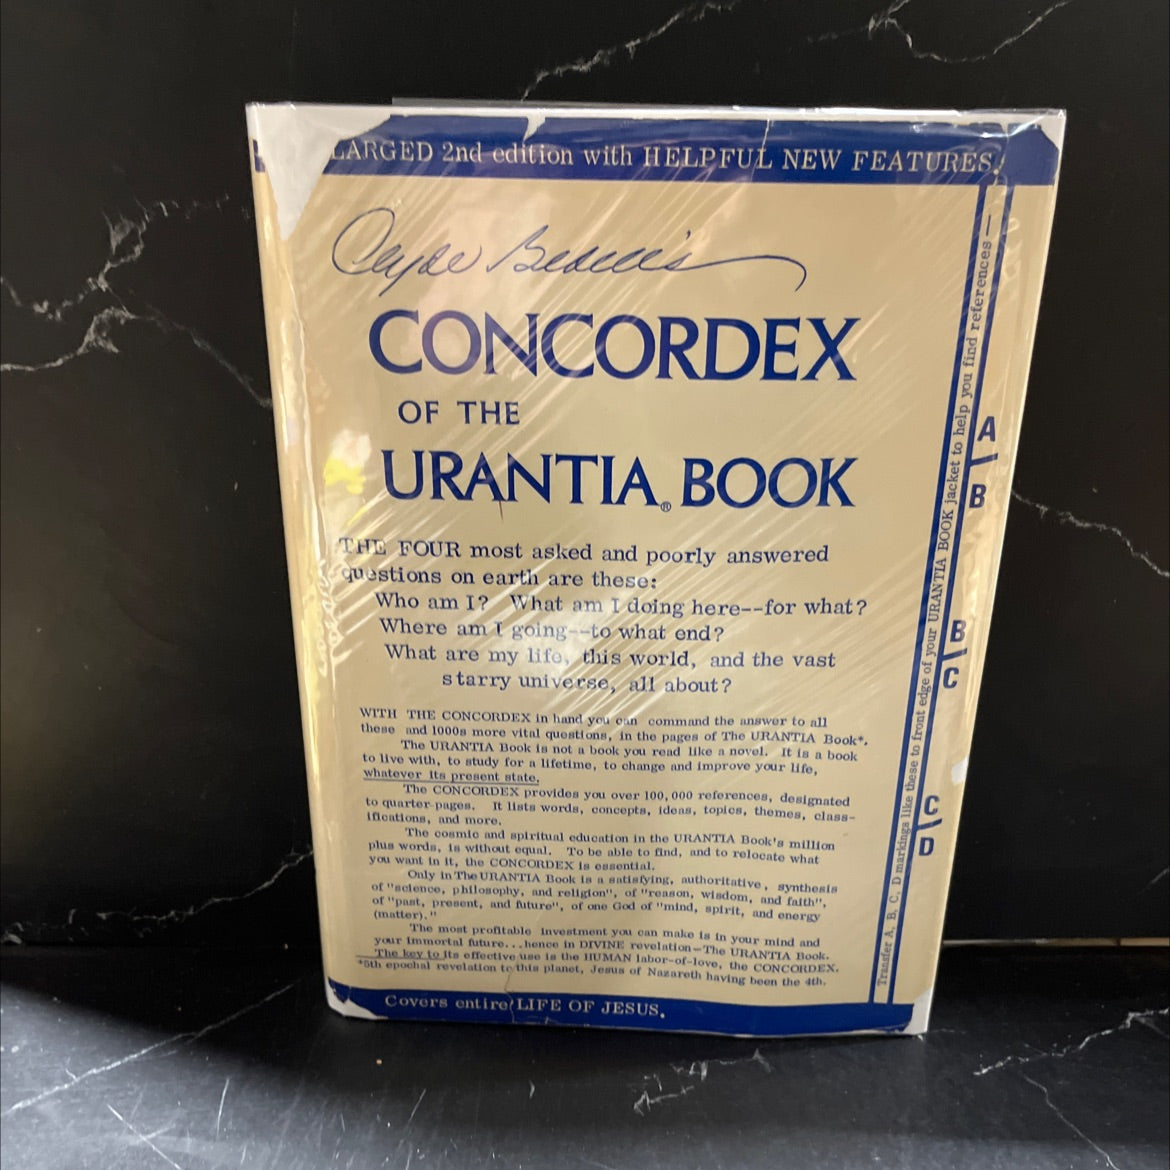 LARGED 2nd edition with HELPFUL NEW FEATURES.
Clyde Bedell's
CONCORDEX
OF THE
URANTIA® BOOK
THE FOUR most asked and poorly answered
questions on earth are these:
Who am I? What am I doing here--for what?
Where am I going--to what end?
What are my life, this world, and the vast
starry universe, all about?
WITH THE CONCORDEX in hand you can command the answer to all
these and 1000s more vital questions, in the pages of The URANTIA Book*.
The URANTIA Book is not a book you read like a novel. It is a book
to live with, to study for a lifetime, to change and improve your life,
whatever its present state.
The CONCORDEX provides you over 100,000 references, designated
to quarter-pages. It lists words, concepts, ideas, topics, themes, class-
ifications, and more.
The cosmic and spiritual education in the URANTIA Book's million
plus words, is without equal. To be able to find, and to relocate what
you want in it, the CONCORDEX is essential.
Only in The URANTIA Book is a satisfying, authoritative, synthesis
of "science, philosophy, and religion", of "reason, wisdom, and faith",
of "past, present, and future", of one God of "mind, spirit, and energy
(matter)."
The most profitable investment you can make is in your mind and
your immortal future...hence in DIVINE revelation—The URANTIA Book.
The key to its effective use is the HUMAN labor-of-love, the CONCORDEX.
*5th epochal revelation to this planet, Jesus of Nazareth having been the 4th.
Covers entire LIFE OF JESUS.
Transfer A, B, C, D markings like these to front edge of your URANTIA BOOK jacket to help you find references —
A
B
B
C
C
D